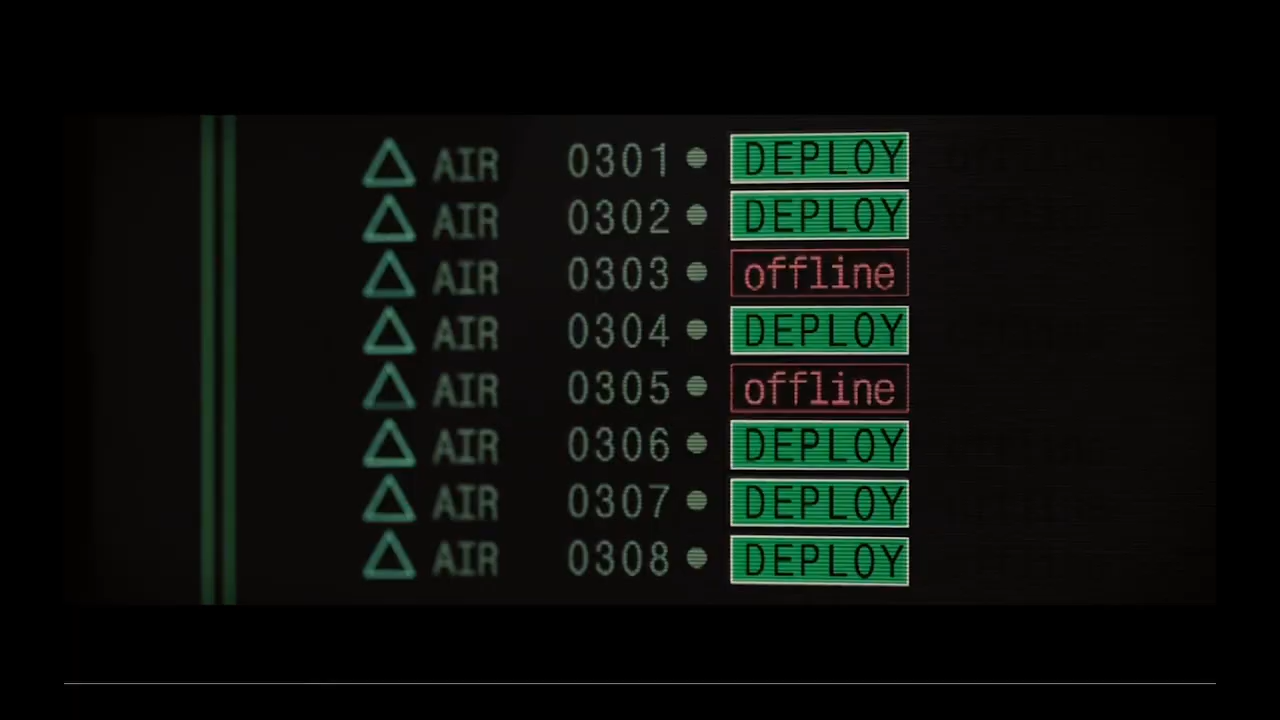 AIR 0301 DEPLOY
AIR 0302 DEPLOY
AIR 0303 offline
AIR 0304 DEPLOY
AIR 0305 offline
AIR 0306 DEPLOY
AIR 0307 DEPLOY
AIR 0308 DEPLOY